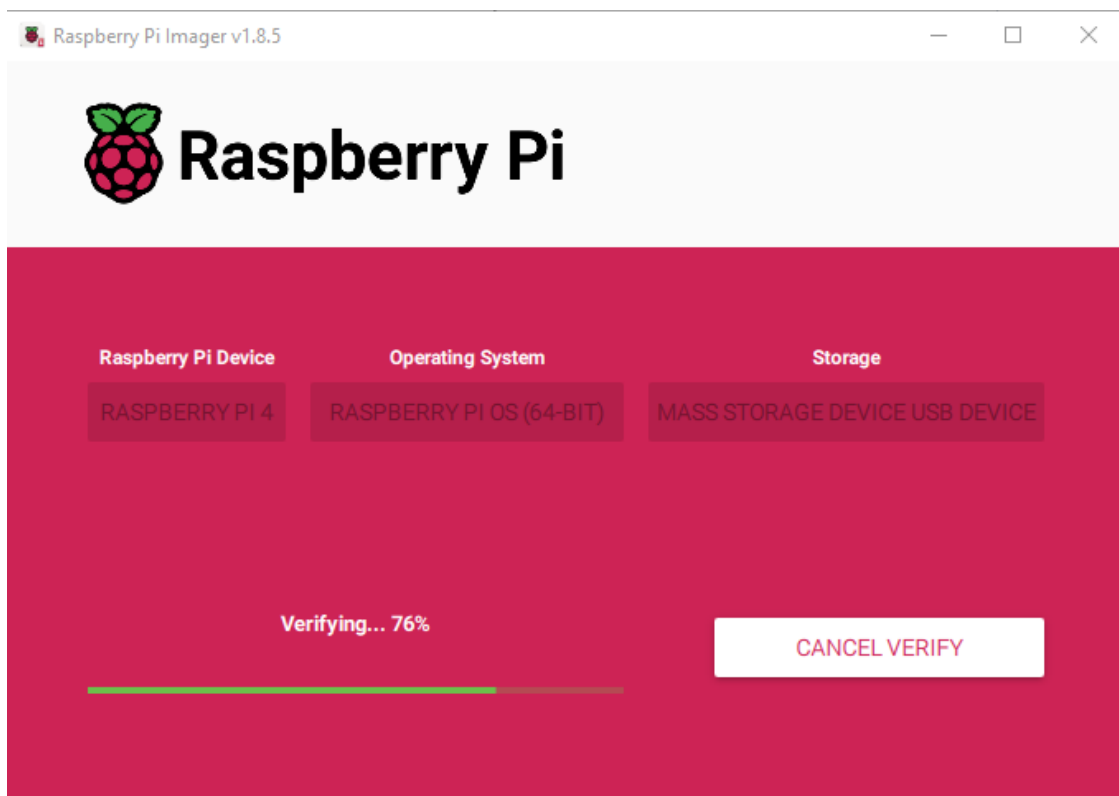 Raspberry Pi Imager v1.8.5
Raspberry Pi
Raspberry Pi Device
Operating System
Storage
RASPBERRY PI 4
RASPBERRY PI OS (64-BIT)
MASS STORAGE DEVICE USB DEVICE
Verifying... 76%
CANCEL VERIFY